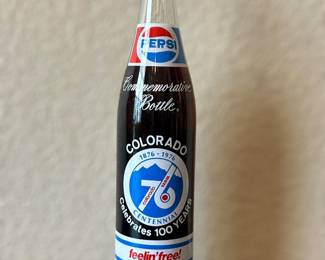 PEPSI
Commemorative
Bottle
COLORADO
1876-1976
76
CENTENNIAL
Celebrates 100 YEARS
feelin' free!